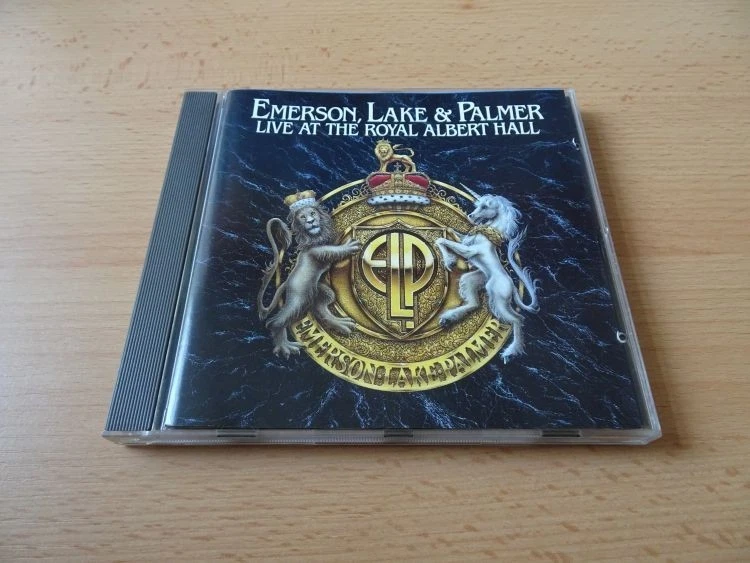 EMERSON, LAKE & PALMER
LIVE AT THE ROYAL ALBERT HALL
ELP
EMERSON LAKE PALMER